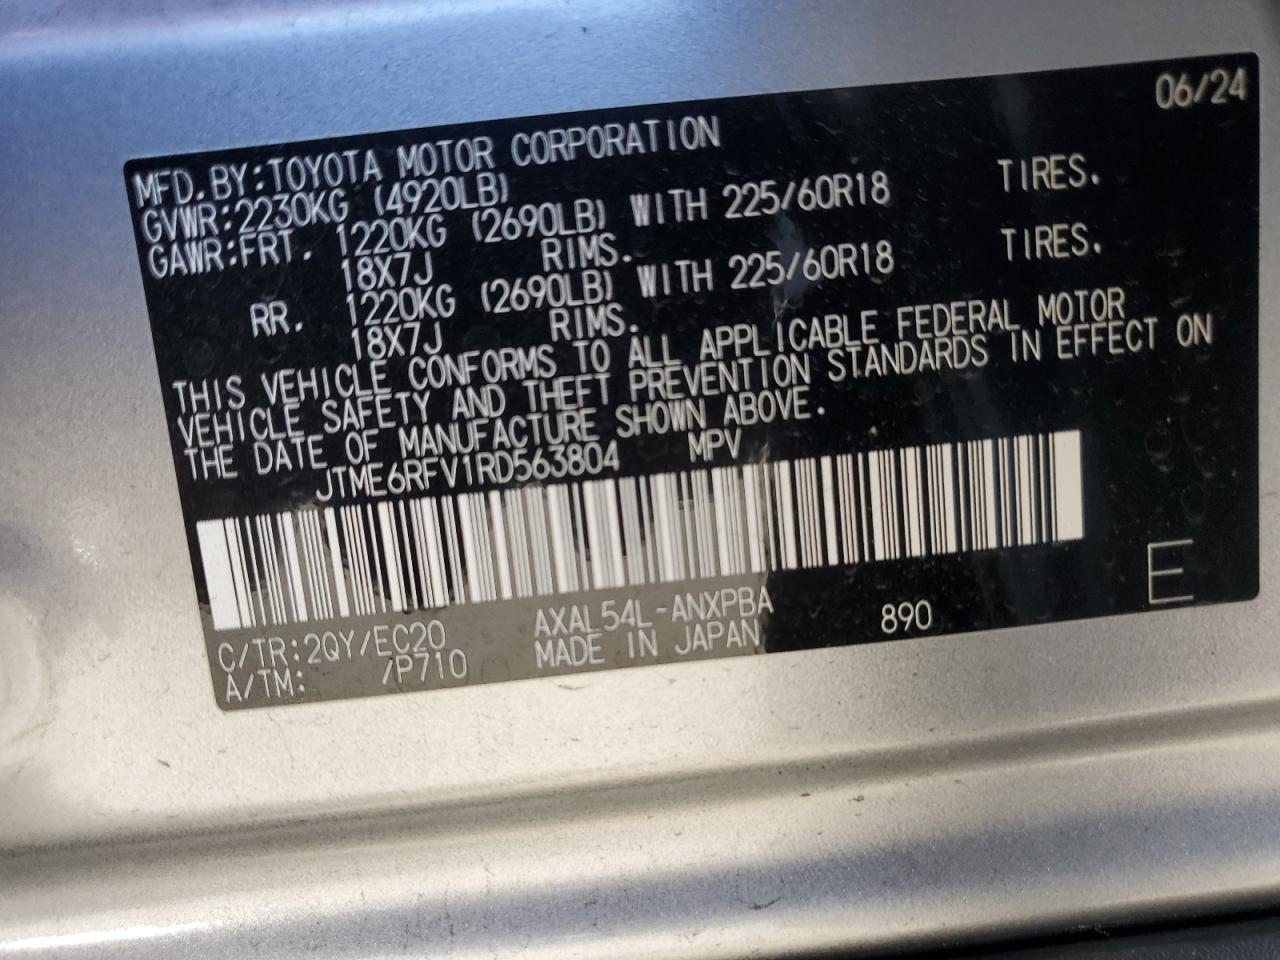 06/24
MFD.BY:TOYOTA MOTOR CORPORATION
GVWR:2230KG (4920LB)
GAWR:FRT. 1220KG (2690LB) WITH 225/60R18 TIRES.
18X7J RIMS.
RR. 1220KG (2690LB) WITH 225/60R18 TIRES.
18X7J RIMS.
THIS VEHICLE CONFORMS TO ALL APPLICABLE FEDERAL MOTOR
VEHICLE SAFETY AND THEFT PREVENTION STANDARDS IN EFFECT ON
THE DATE OF MANUFACTURE SHOWN ABOVE.
JTME6RFV1RD563804 MPV
C/TR:2QY/EC20 AXAL54L-ANXPBA 890 E
A/TM: /P710 MADE IN JAPAN